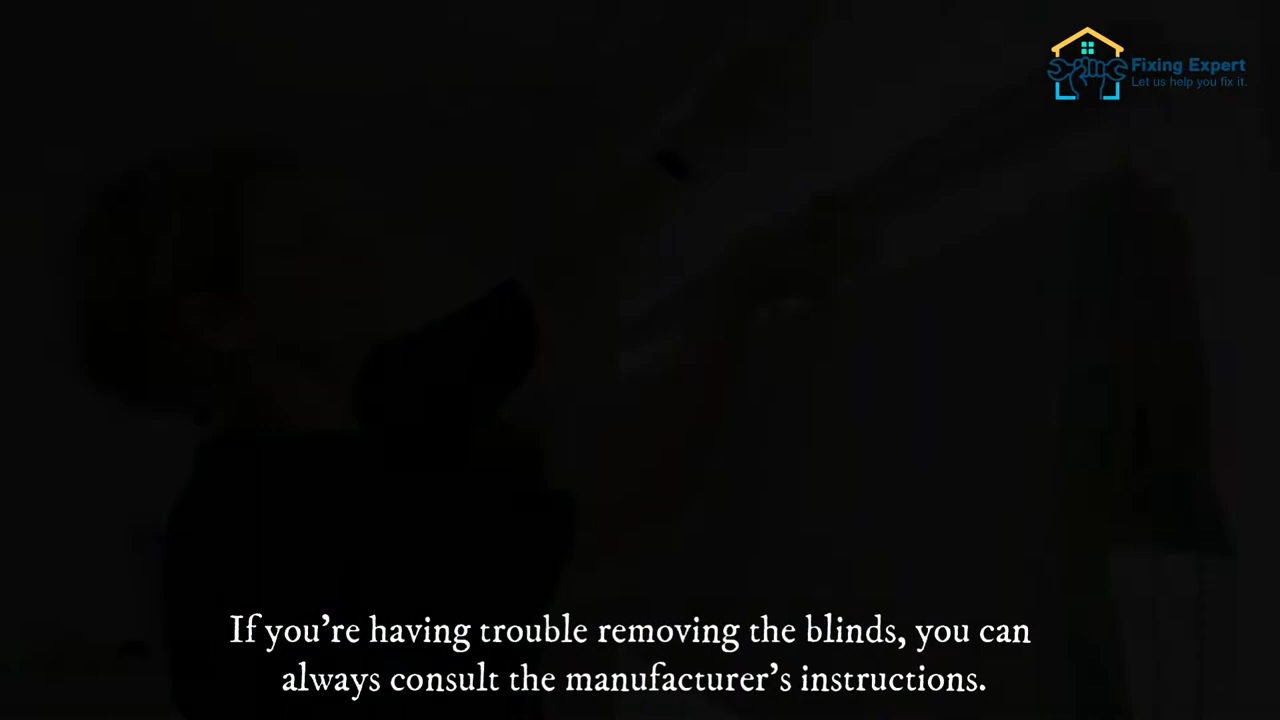 Fixing Expert
Let us help you fix it.
If you're having trouble removing the blinds, you can
always consult the manufacturer's instructions.